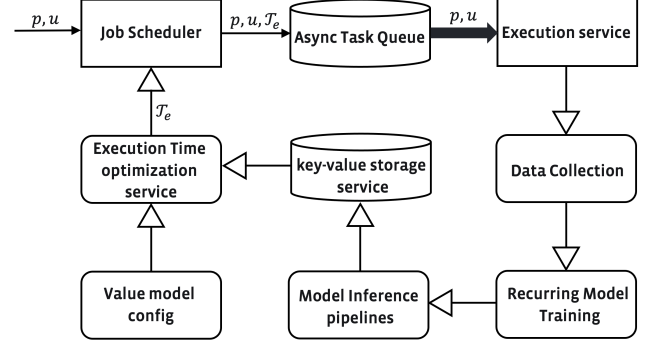 p, u
Job Scheduler
p, u, 𝒯e
Async Task Queue
p, u
Execution service
𝒯e
Execution Time
optimization
service
key-value storage
service
Data Collection
Value model
config
Model Inference
pipelines
Recurring Model
Training